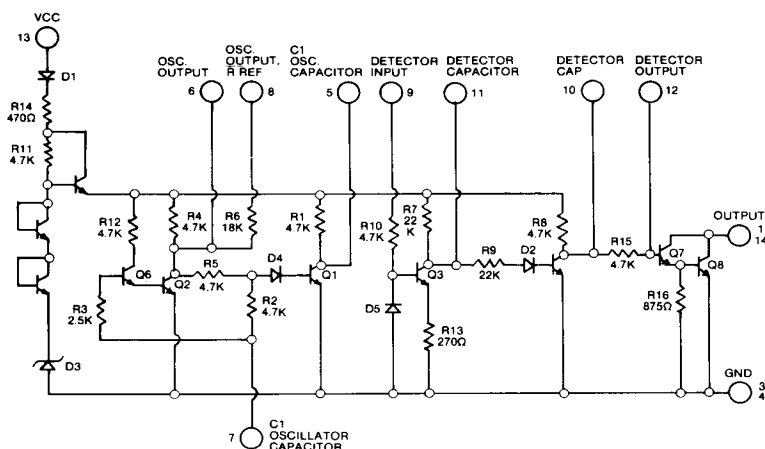 VCC
13
D1
R14
470Ω
R11
4.7K
D3
OSC.
OUTPUT
6
OSC.
OUTPUT,
R REF
8
C1
OSC.
CAPACITOR
5
DETECTOR
INPUT
9
DETECTOR
CAPACITOR
11
DETECTOR
CAP
10
DETECTOR
OUTPUT
12
R12
4.7K
R4
4.7K
R6
18K
R1
4.7K
R10
4.7K
R7
22
K
R8
4.7K
Q6
Q2
R5
4.7K
D4
Q1
R3
2.5K
R2
4.7K
D5
Q3
R9
22K
D2
R13
270Ω
R15
4.7K
Q7
Q8
R16
875Ω
OUTPUT
1
14
GND
3
4
7
C1
OSCILLATOR
CAPACITOR